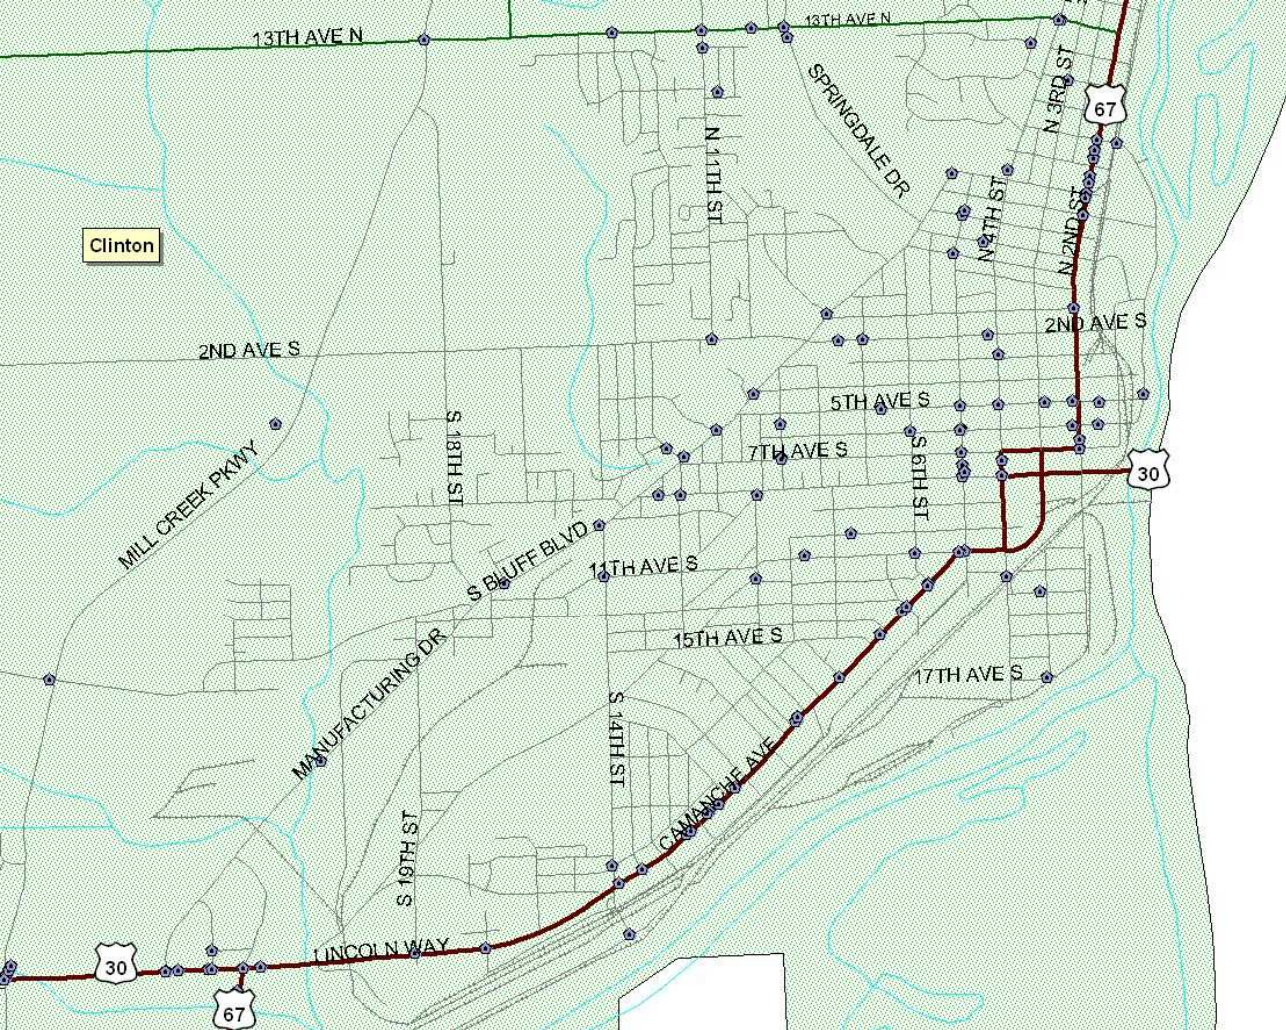 13TH AVE N
13TH AVE N
SPRINGDALE DR
N 3RD ST
67
N 11TH ST
N 4TH ST
N 2ND ST
Clinton
2ND AVE S
2ND AVE S
5TH AVE S
S 18TH ST
7TH AVE S
S 6TH ST
30
MILL CREEK PKWY
S BLUFF BLVD
11TH AVE S
15TH AVE S
17TH AVE S
MANUFACTURING DR
S 14TH ST
CAMANCHE AVE
S 19TH ST
LINCOLN WAY
30
67